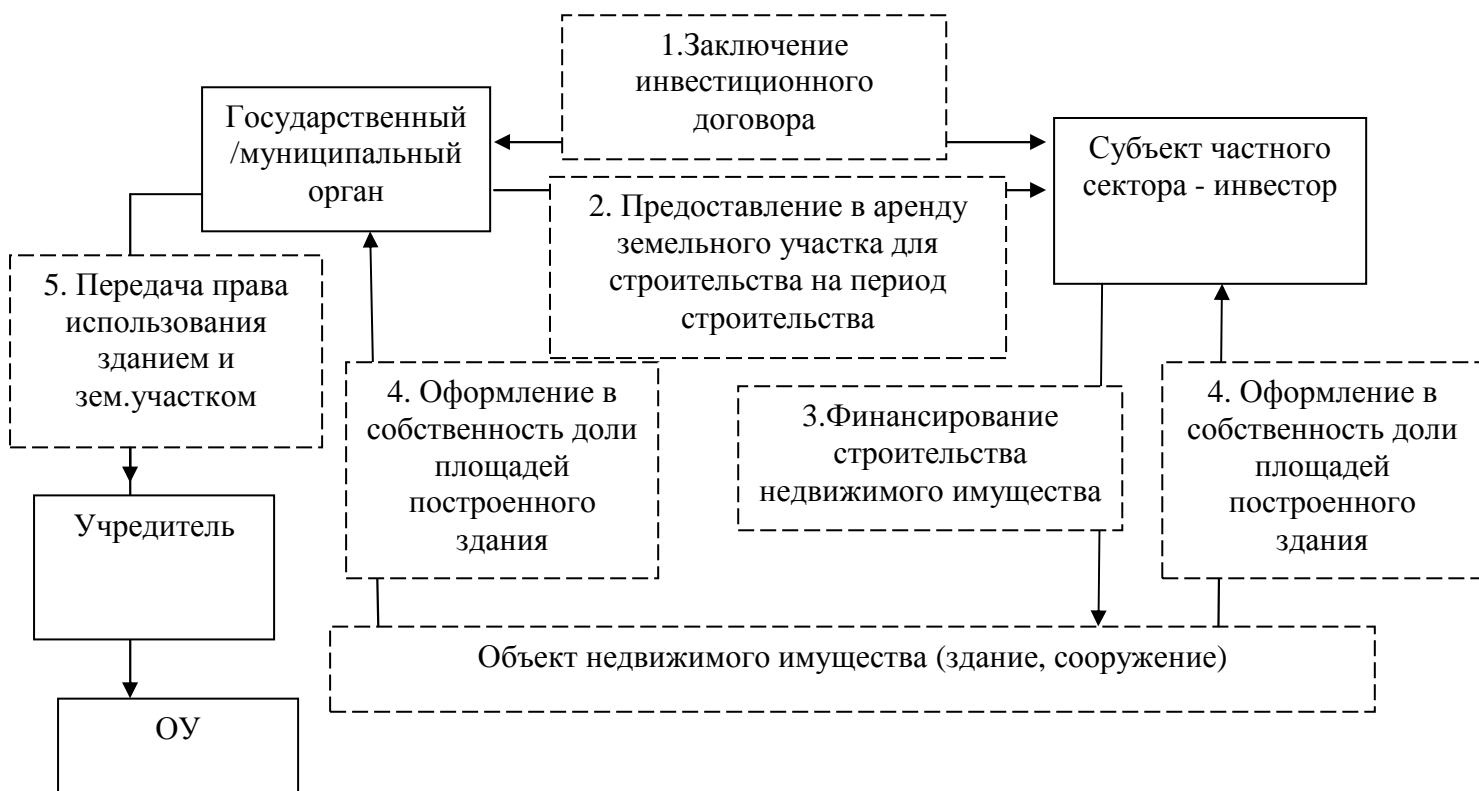 1.Заключение
инвестиционного
договора
Государственный
/муниципальный
орган
Субъект частного
сектора - инвестор
2. Предоставление в аренду
земельного участка для
строительства на период
строительства
5. Передача права
использования
зданием и
зем.участком
4. Оформление в
собственность доли
площадей
построенного
здания
3.Финансирование
строительства
недвижимого имущества
4. Оформление в
собственность доли
площадей
построенного
здания
Учредитель
Объект недвижимого имущества (здание, сооружение)
ОУ